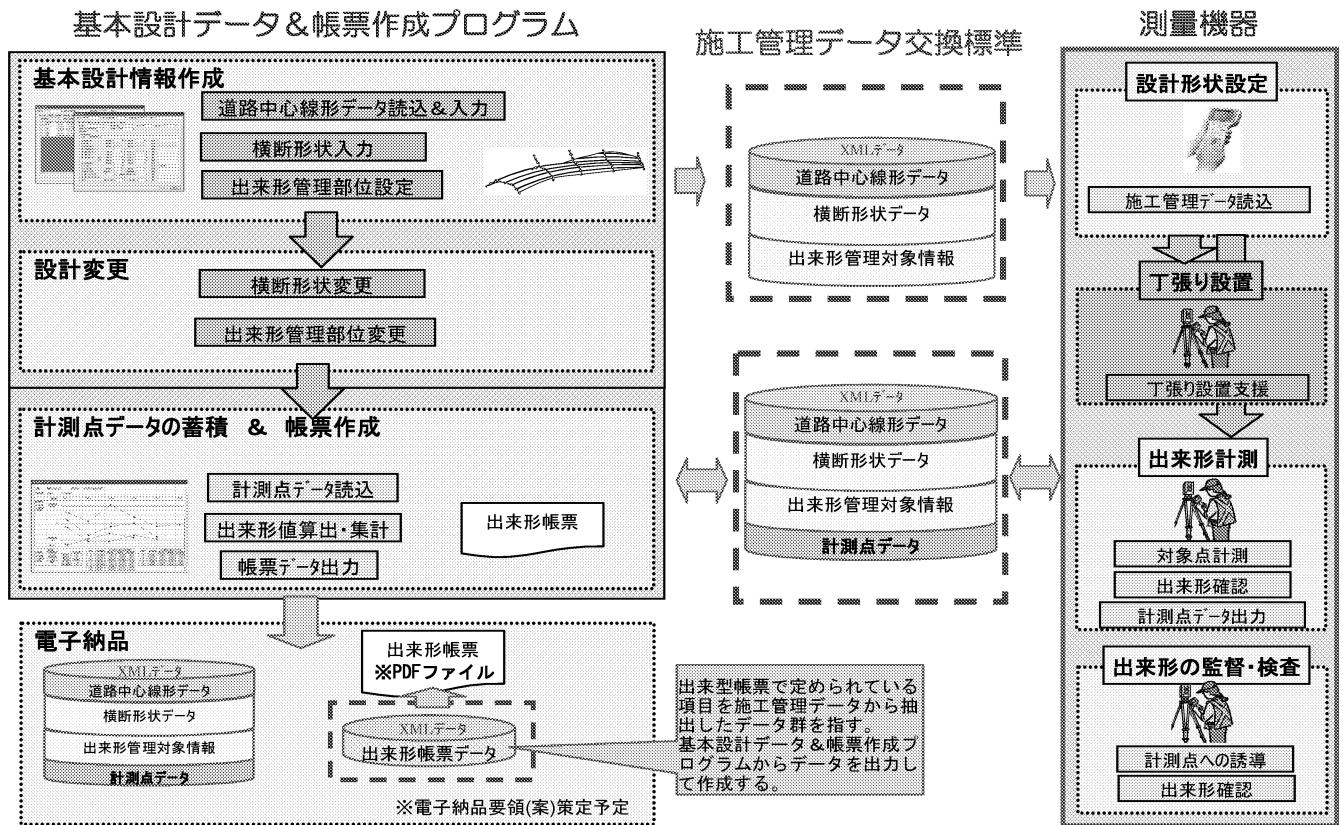 基本設計データ＆帳票作成プログラム
基本設計情報作成
道路中心線形データ読込＆入力
横断形状入力
出来形管理部位設定
設計変更
横断形状変更
出来形管理部位変更
計測点データの蓄積 ＆ 帳票作成
計測点データ読込
出来形値算出・集計
帳票データ出力
出来形帳票
電子納品
XMLデータ
道路中心線形データ
横断形状データ
出来形管理対象情報
計測点データ
出来形帳票
※PDFファイル
XMLデータ
出来形帳票データ
※電子納品要領(案)策定予定
出来型帳票で定められている
項目を施工管理データから抽
出したデータ群を指す。
基本設計データ＆帳票作成プ
ログラムからデータを出力し
て作成する。
施工管理データ交換標準
XMLデータ
道路中心線形データ
横断形状データ
出来形管理対象情報
XMLデータ
道路中心線形データ
横断形状データ
出来形管理対象情報
計測点データ
測量機器
設計形状設定
施工管理データ読込
丁張り設置
丁張り設置支援
出来形計測
対象点計測
出来形確認
計測点データ出力
出来形の監督・検査
計測点への誘導
出来形確認